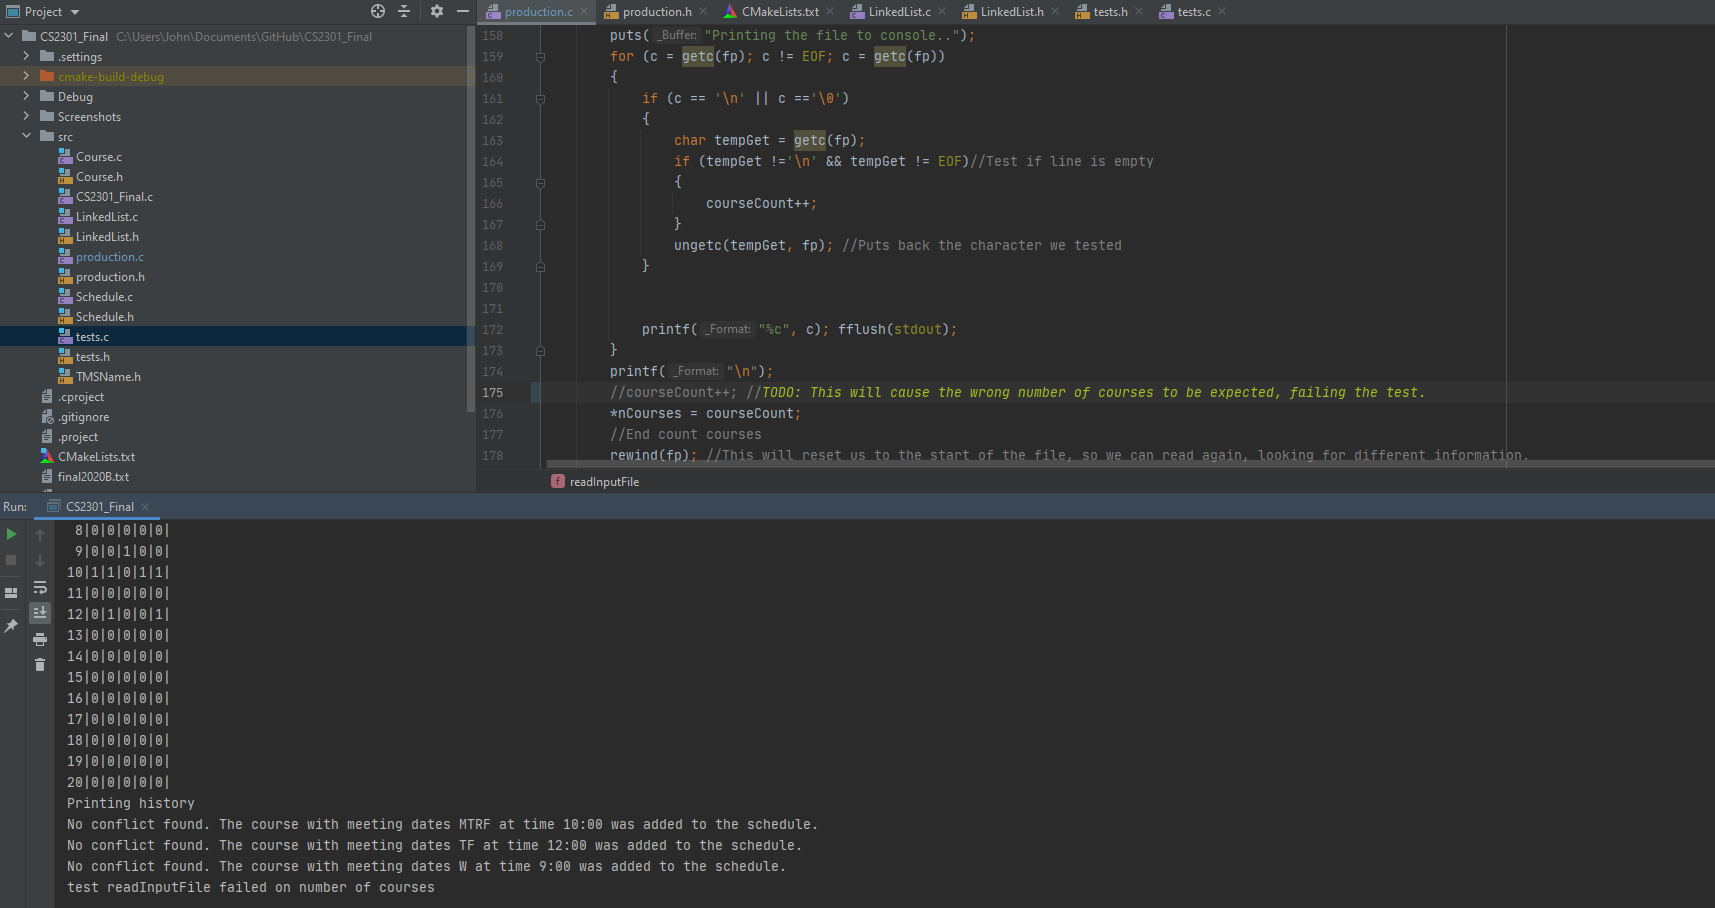 Project
production.c production.h CMakeLists.txt LinkedList.c LinkedList.h tests.h tests.c
CS2301_Final C:\Users\John\Documents\GitHub\CS2301_Final
.settings
cmake-build-debug
Debug
Screenshots
src
Course.c
Course.h
CS2301_Final.c
LinkedList.c
LinkedList.h
production.c
production.h
Schedule.c
Schedule.h
tests.c
tests.h
TMSName.h
.cproject
.gitignore
.project
CMakeLists.txt
final2020B.txt
158 puts( _Buffer: "Printing the file to console..");
159 for (c = getc(fp); c != EOF; c = getc(fp))
160 {
161 if (c == '\n' || c =='\0')
162 {
163 char tempGet = getc(fp);
164 if (tempGet !='\n' && tempGet != EOF)//Test if line is empty
165 {
166 courseCount++;
167 }
168 ungetc(tempGet, fp); //Puts back the character we tested
169 }
170
171
172 printf( _Format: "%c", c); fflush(stdout);
173 }
174 printf( _Format: "\n");
175 //courseCount++; //TODO: This will cause the wrong number of courses to be expected, failing the test.
176 *nCourses = courseCount;
177 //End count courses
178 rewind(fp); //This will reset us to the start of the file, so we can read again, looking for different information.
f readInputFile
Run: CS2301_Final
8|0|0|0|0|0|
9|0|0|1|0|0|
10|1|1|0|1|1|
11|0|0|0|0|0|
12|0|1|0|0|1|
13|0|0|0|0|0|
14|0|0|0|0|0|
15|0|0|0|0|0|
16|0|0|0|0|0|
17|0|0|0|0|0|
18|0|0|0|0|0|
19|0|0|0|0|0|
20|0|0|0|0|0|
Printing history
No conflict found. The course with meeting dates MTRF at time 10:00 was added to the schedule.
No conflict found. The course with meeting dates TF at time 12:00 was added to the schedule.
No conflict found. The course with meeting dates W at time 9:00 was added to the schedule.
test readInputFile failed on number of courses